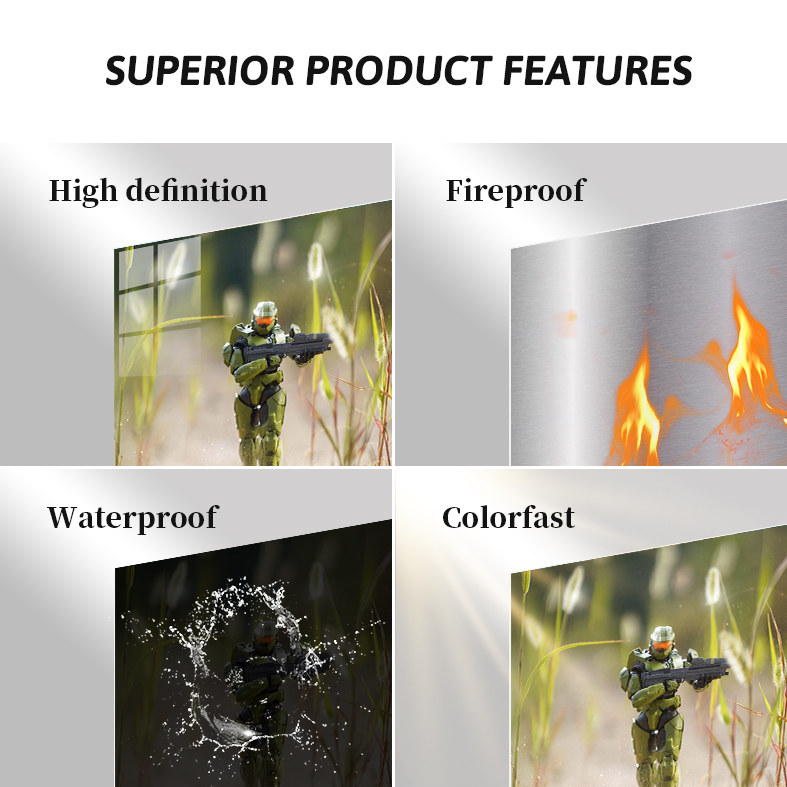 SUPERIOR PRODUCT FEATURES
High definition
Fireproof
Waterproof
Colorfast